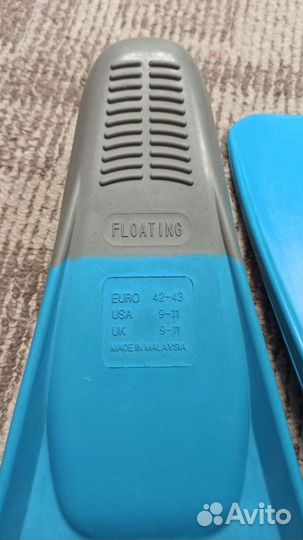 FLOATING
EURO 42-43
USA 9-11
UK 9-11
MADE IN MALAYSIA
Avito